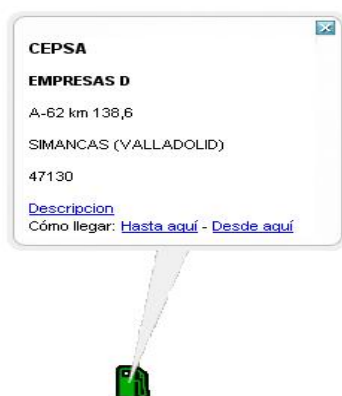 CEPSA
EMPRESAS D
A-62 km 138,6
SIMANCAS (VALLADOLID)
47130
Descripcion
Cómo llegar: Hasta aquí - Desde aquí